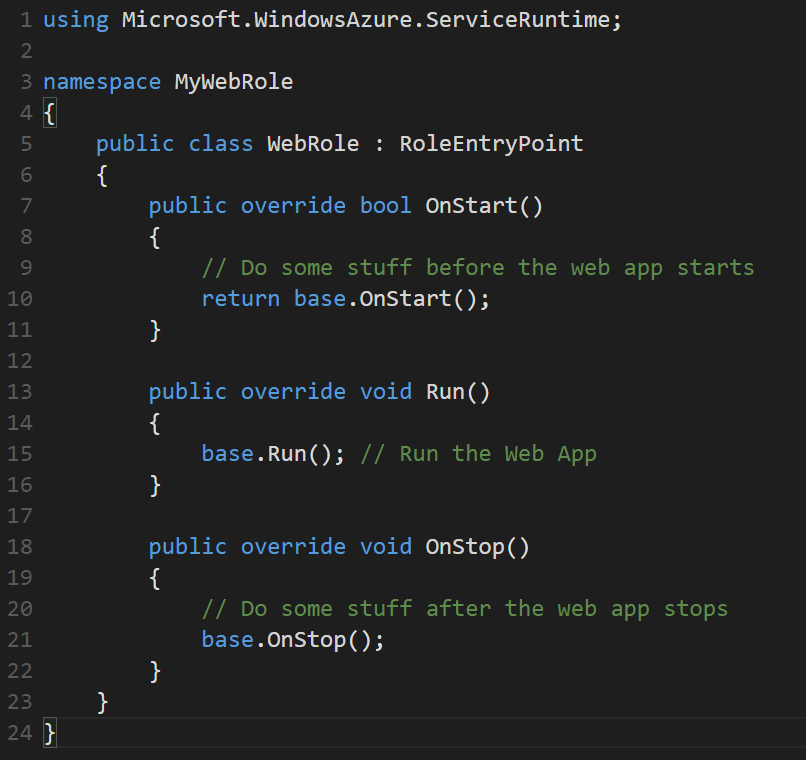 1 using Microsoft.WindowsAzure.ServiceRuntime;
2
3 namespace MyWebRole
4 {
5     public class WebRole : RoleEntryPoint
6     {
7         public override bool OnStart()
8         {
9             // Do some stuff before the web app starts
10             return base.OnStart();
11         }
12
13         public override void Run()
14         {
15             base.Run(); // Run the Web App
16         }
17
18         public override void OnStop()
19         {
20             // Do some stuff after the web app stops
21             base.OnStop();
22         }
23     }
24 }